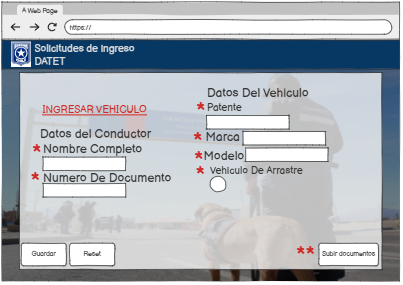 A Web Page
https://
Solicitudes de Ingreso
DATET
INGRESAR VEHICULO
Datos del Conductor
* Nombre Completo
* Numero De Documento
Datos Del Vehiculo
* Patente
* Marca
* Modelo
* Vehiculo De Arrastre
Guardar
Reset
** Subir documentos